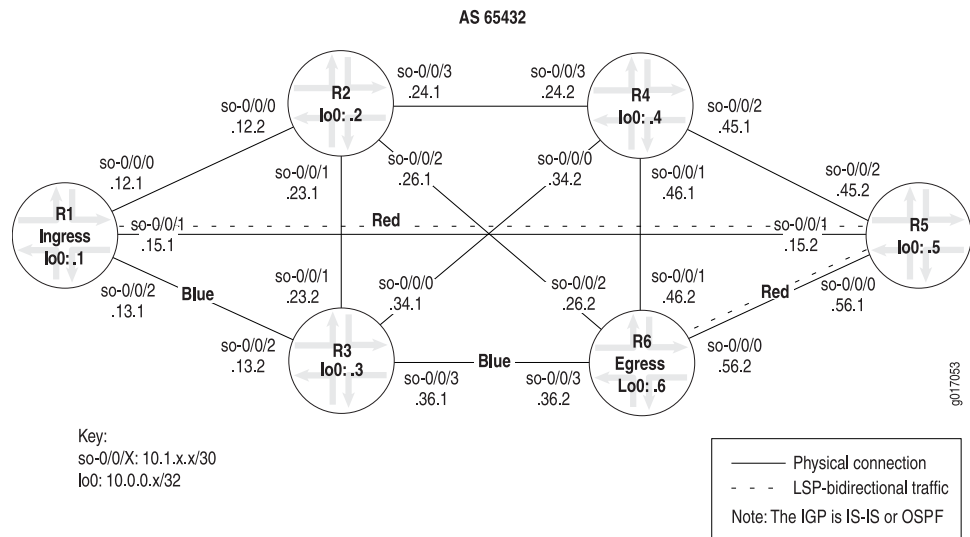 AS 65432
so-0/0/3
.24.1
so-0/0/3
.24.2
R2
lo0: .2
R4
lo0: .4
so-0/0/0
.12.2
so-0/0/2
.45.1
so-0/0/0
.12.1
so-0/0/1
.23.1
so-0/0/2
.26.1
so-0/0/0
.34.2
so-0/0/1
.46.1
so-0/0/2
.45.2
R1
Ingress
lo0: .1
so-0/0/1
.15.1
Red
so-0/0/1
.15.2
R5
lo0: .5
so-0/0/2
.13.1
Blue
so-0/0/1
.23.2
so-0/0/0
.34.1
so-0/0/2
.26.2
so-0/0/1
.46.2
Red
so-0/0/0
.56.1
so-0/0/2
.13.2
R3
lo0: .3
Blue
R6
Egress
Lo0: .6
so-0/0/0
.56.2
so-0/0/3
.36.1
so-0/0/3
.36.2
g017053
Key:
so-0/0/X: 10.1.x.x/30
lo0: 10.0.0.x/32
Physical connection
LSP-bidirectional traffic
Note: The IGP is IS-IS or OSPF